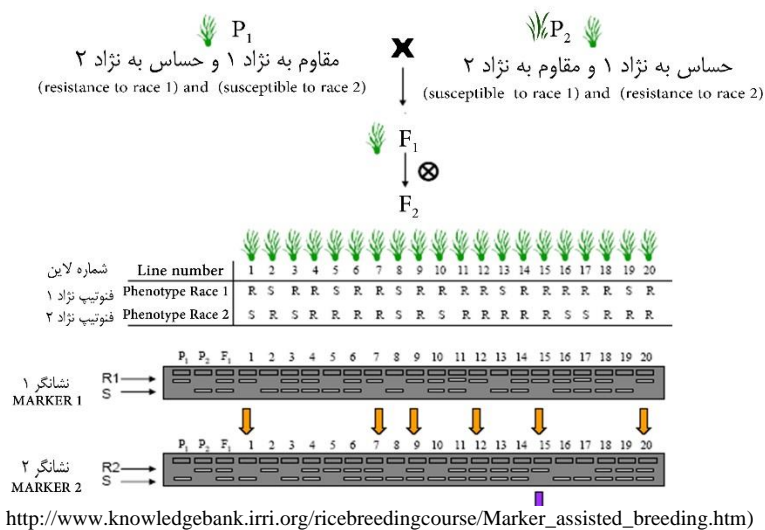 P₁ P₂
مقاوم به نژاد ۱ و حساس به نژاد ۲ X حساس به نژاد ۱ و مقاوم به نژاد ۲
(resistance to race 1) and (susceptible to race 2) (susceptible to race 1) and (resistance to race 2)
F₁
⊗
F₂
شماره لاین Line number 1 2 3 4 5 6 7 8 9 10 11 12 13 14 15 16 17 18 19 20
فنوتیپ نژاد ۱ Phenotype Race 1 R S R R S R R S R R R R S R R R R R S R
فنوتیپ نژاد ۲ Phenotype Race 2 S R S R R R R S R S R R R R R S S R R R
P₁ P₂ F₁ 1 2 3 4 5 6 7 8 9 10 11 12 13 14 15 16 17 18 19 20
نشانگر ۱ R1
MARKER 1 S
P₁ P₂ F₁ 1 2 3 4 5 6 7 8 9 10 11 12 13 14 15 16 17 18 19 20
نشانگر ۲ R2
MARKER 2 S
http://www.knowledgebank.irri.org/ricebreedingcourse/Marker_assisted_breeding.htm)